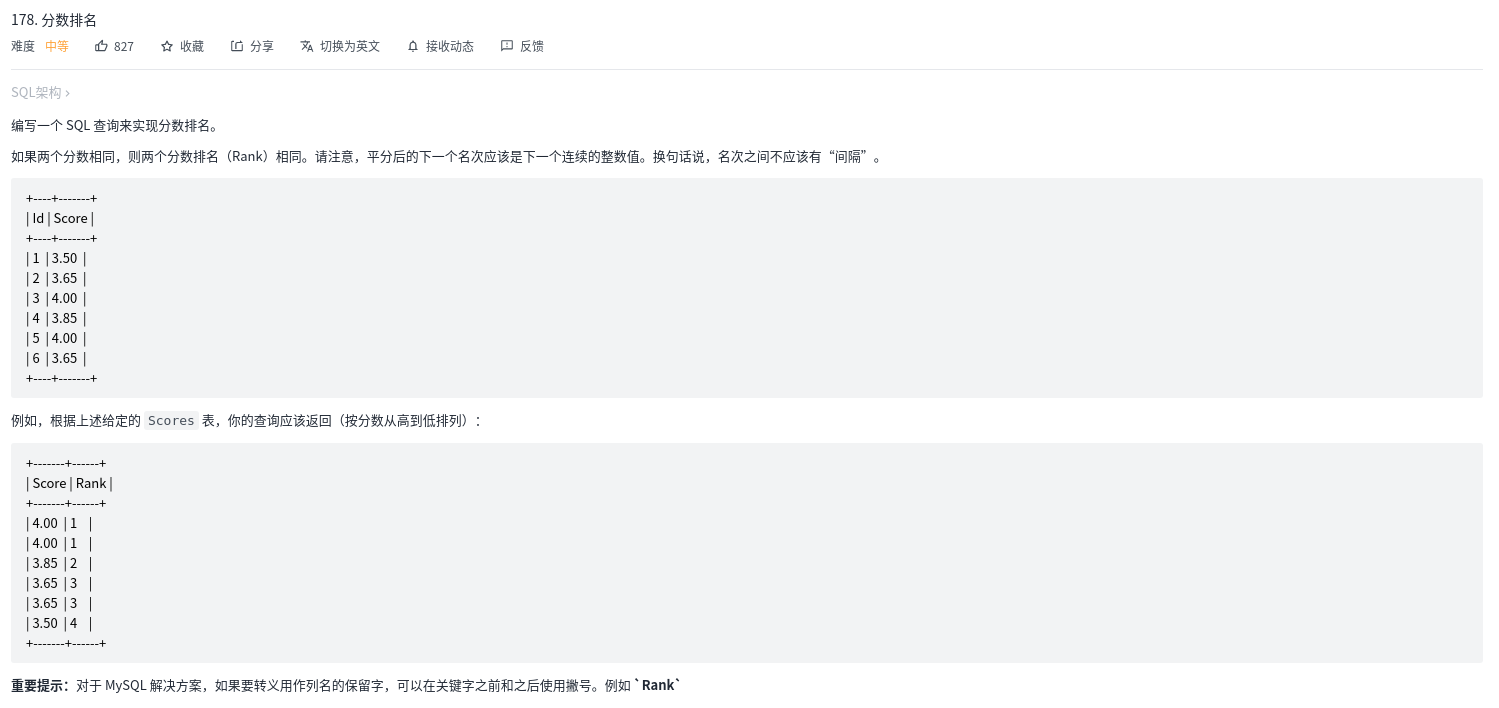 178. 分数排名
难度 中等 827 收藏 分享 切换为英文 接收动态 反馈
SQL架构 ›
编写一个 SQL 查询来实现分数排名。
如果两个分数相同，则两个分数排名（Rank）相同。请注意，平分后的下一个名次应该是下一个连续的整数值。换句话说，名次之间不应该有“间隔”。
+----+-------+
| Id | Score |
+----+-------+
| 1 | 3.50 |
| 2 | 3.65 |
| 3 | 4.00 |
| 4 | 3.85 |
| 5 | 4.00 |
| 6 | 3.65 |
+----+-------+
例如，根据上述给定的 Scores 表，你的查询应该返回（按分数从高到低排列）：
+-------+------+
| Score | Rank |
+-------+------+
| 4.00 | 1 |
| 4.00 | 1 |
| 3.85 | 2 |
| 3.65 | 3 |
| 3.65 | 3 |
| 3.50 | 4 |
+-------+------+
重要提示：对于 MySQL 解决方案，如果要转义用作列名的保留字，可以在关键字之前和之后使用撇号。例如 `Rank`